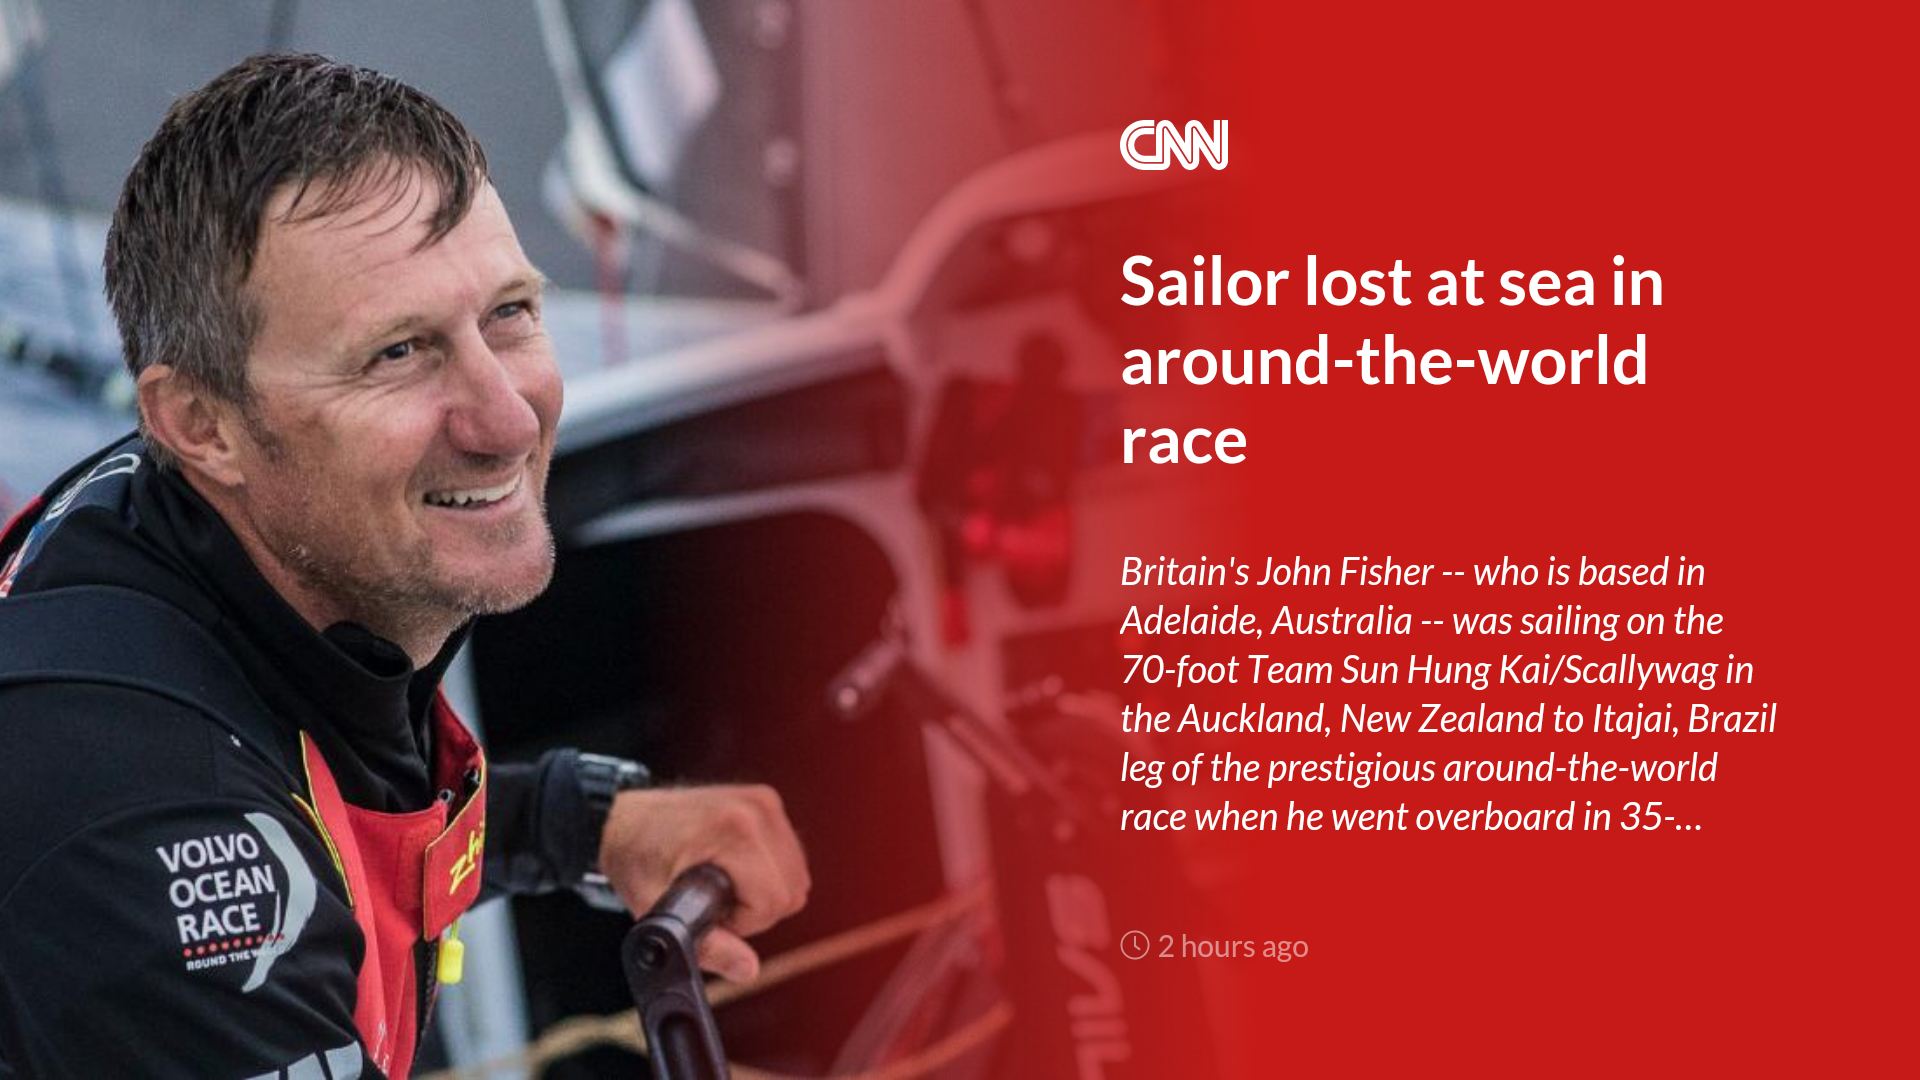 CNN
Sailor lost at sea in
around-the-world
race
Britain's John Fisher -- who is based in
Adelaide, Australia -- was sailing on the
70-foot Team Sun Hung Kai/Scallywag in
the Auckland, New Zealand to Itajai, Brazil
leg of the prestigious around-the-world
race when he went overboard in 35-...
2 hours ago
VOLVO
OCEAN
RACE
ROUND THE